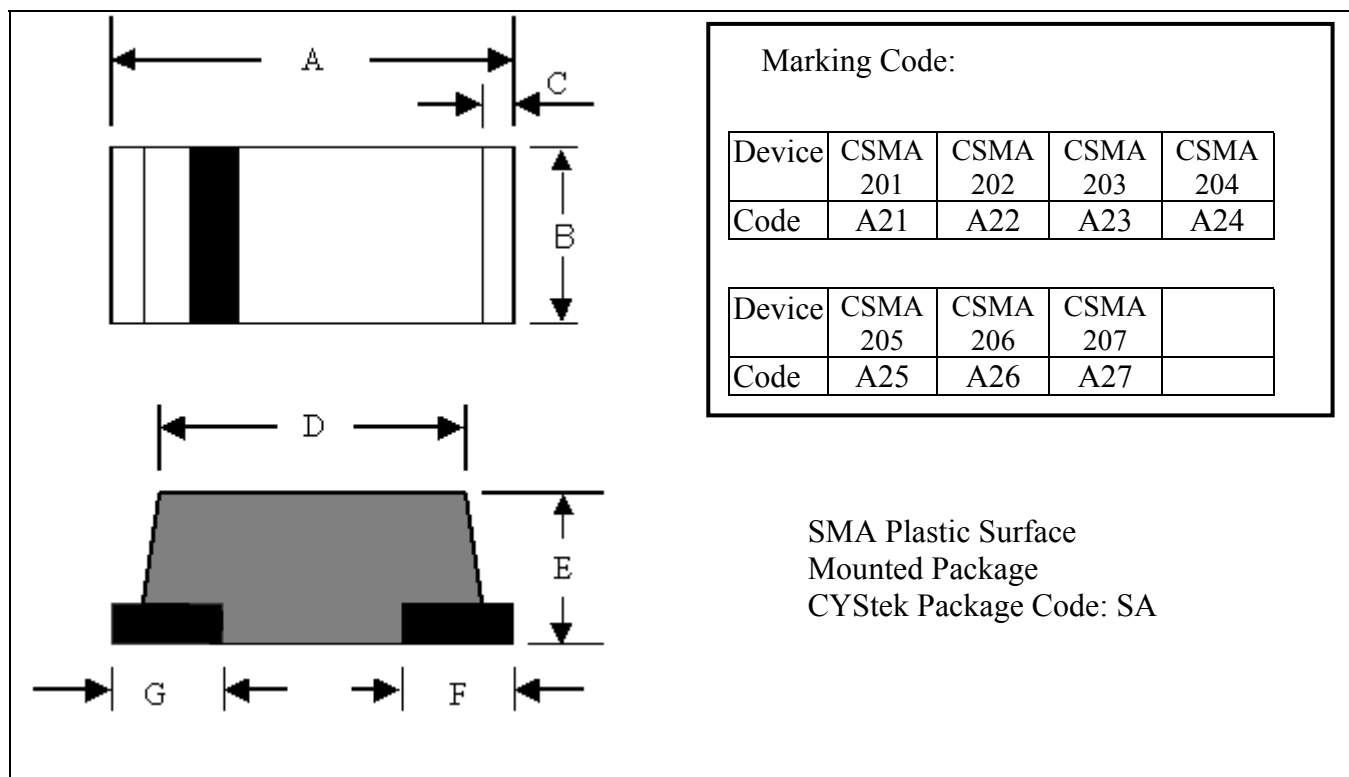 A
C
B
D
E
G F
Marking Code:
Device CSMA 201 CSMA 202 CSMA 203 CSMA 204
Code A21 A22 A23 A24
Device CSMA 205 CSMA 206 CSMA 207
Code A25 A26 A27
SMA Plastic Surface
Mounted Package
CYStek Package Code: SA